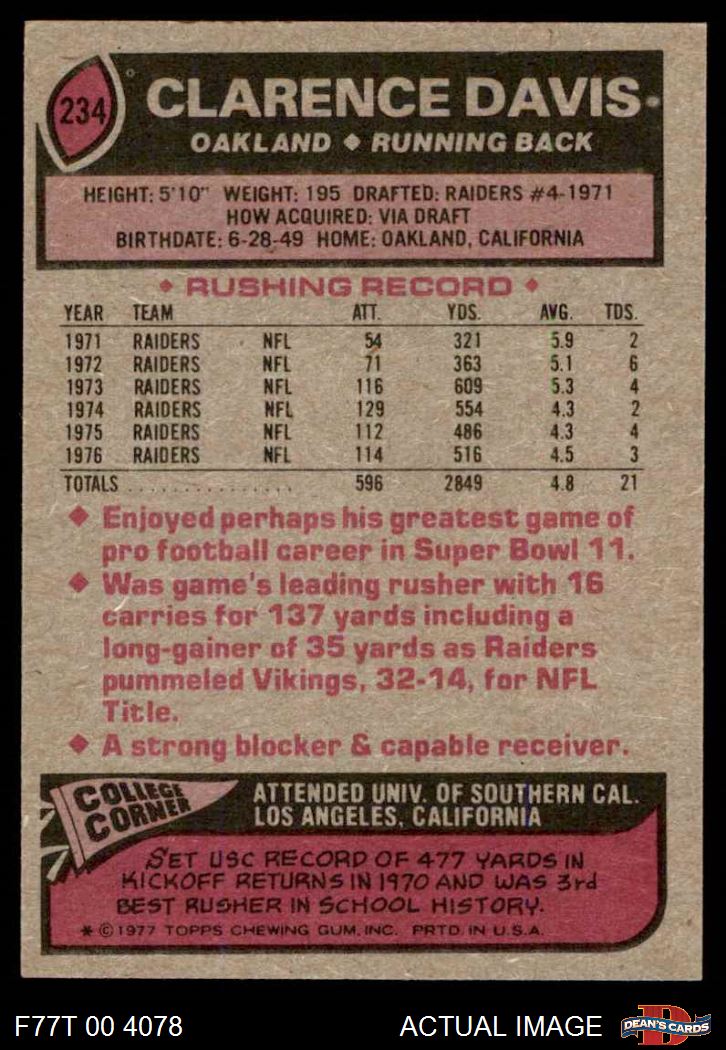 234
CLARENCE DAVIS
OAKLAND ◆ RUNNING BACK
HEIGHT: 5'10" WEIGHT: 195 DRAFTED: RAIDERS #4-1971
HOW ACQUIRED: VIA DRAFT
BIRTHDATE: 6-28-49 HOME: OAKLAND, CALIFORNIA
◆ RUSHING RECORD ◆
YEAR TEAM ATT. YDS. AVG. TDS.
1971 RAIDERS NFL 54 321 5.9 2
1972 RAIDERS NFL 71 363 5.1 6
1973 RAIDERS NFL 116 609 5.3 4
1974 RAIDERS NFL 129 554 4.3 2
1975 RAIDERS NFL 112 486 4.3 4
1976 RAIDERS NFL 114 516 4.5 3
TOTALS ............... 596 2849 4.8 21
◆ Enjoyed perhaps his greatest game of
pro football career in Super Bowl 11.
◆ Was game's leading rusher with 16
carries for 137 yards including a
long-gainer of 35 yards as Raiders
pummeled Vikings, 32-14, for NFL
Title.
◆ A strong blocker & capable receiver.
COLLEGE
CORNER
ATTENDED UNIV. OF SOUTHERN CAL.
LOS ANGELES, CALIFORNIA
SET USC RECORD OF 477 YARDS IN
KICKOFF RETURNS IN 1970 AND WAS 3rd
BEST RUSHER IN SCHOOL HISTORY.
* © 1977 TOPPS CHEWING GUM, INC. PRTD IN U.S.A.
F77T 00 4078
ACTUAL IMAGE
D
DEAN'S CARDS